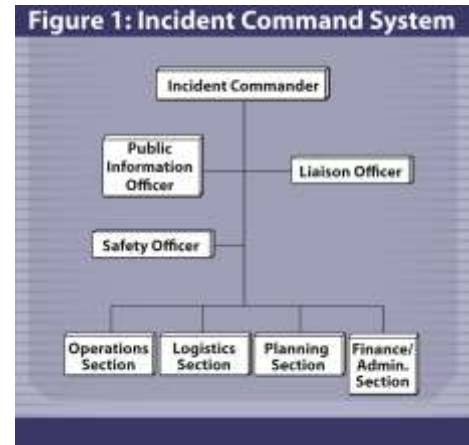 Figure 1: Incident Command System
Incident Commander
Public
Information
Officer
Liaison Officer
Safety Officer
Operations
Section
Logistics
Section
Planning
Section
Finance/
Admin.
Section